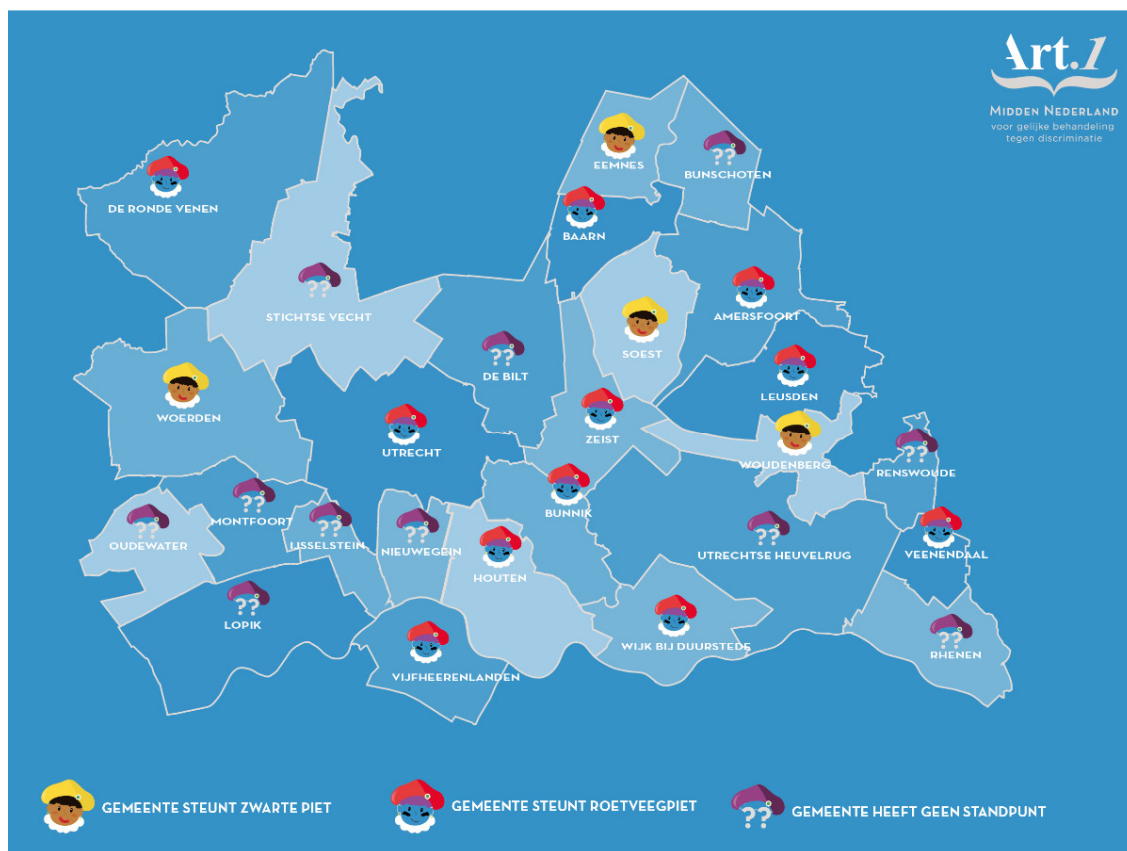 Art.1
MIDDEN NEDERLAND
voor gelijke behandeling
tegen discriminatie
EEMNES
BUNSCHOTEN
DE RONDE VENEN
BAARN
STICHTSE VECHT
AMERSFOORT
SOEST
DE BILT
LEUSDEN
WOERDEN
ZEIST
UTRECHT
WOUDENBERG
RENSWOUDE
BUNNIK
MONTFOORT
OUDEWATER
IJSSELSTEIN
NIEUWEGEIN
UTRECHTSE HEUVELRUG
VEENENDAAL
HOUTEN
LOPIK
WIJK BIJ DUURSTEDE
RHENEN
VIJFHEERENLANDEN
GEMEENTE STEUNT ZWARTE PIET
GEMEENTE STEUNT ROETVEEGPIET
?? GEMEENTE HEEFT GEEN STANDPUNT